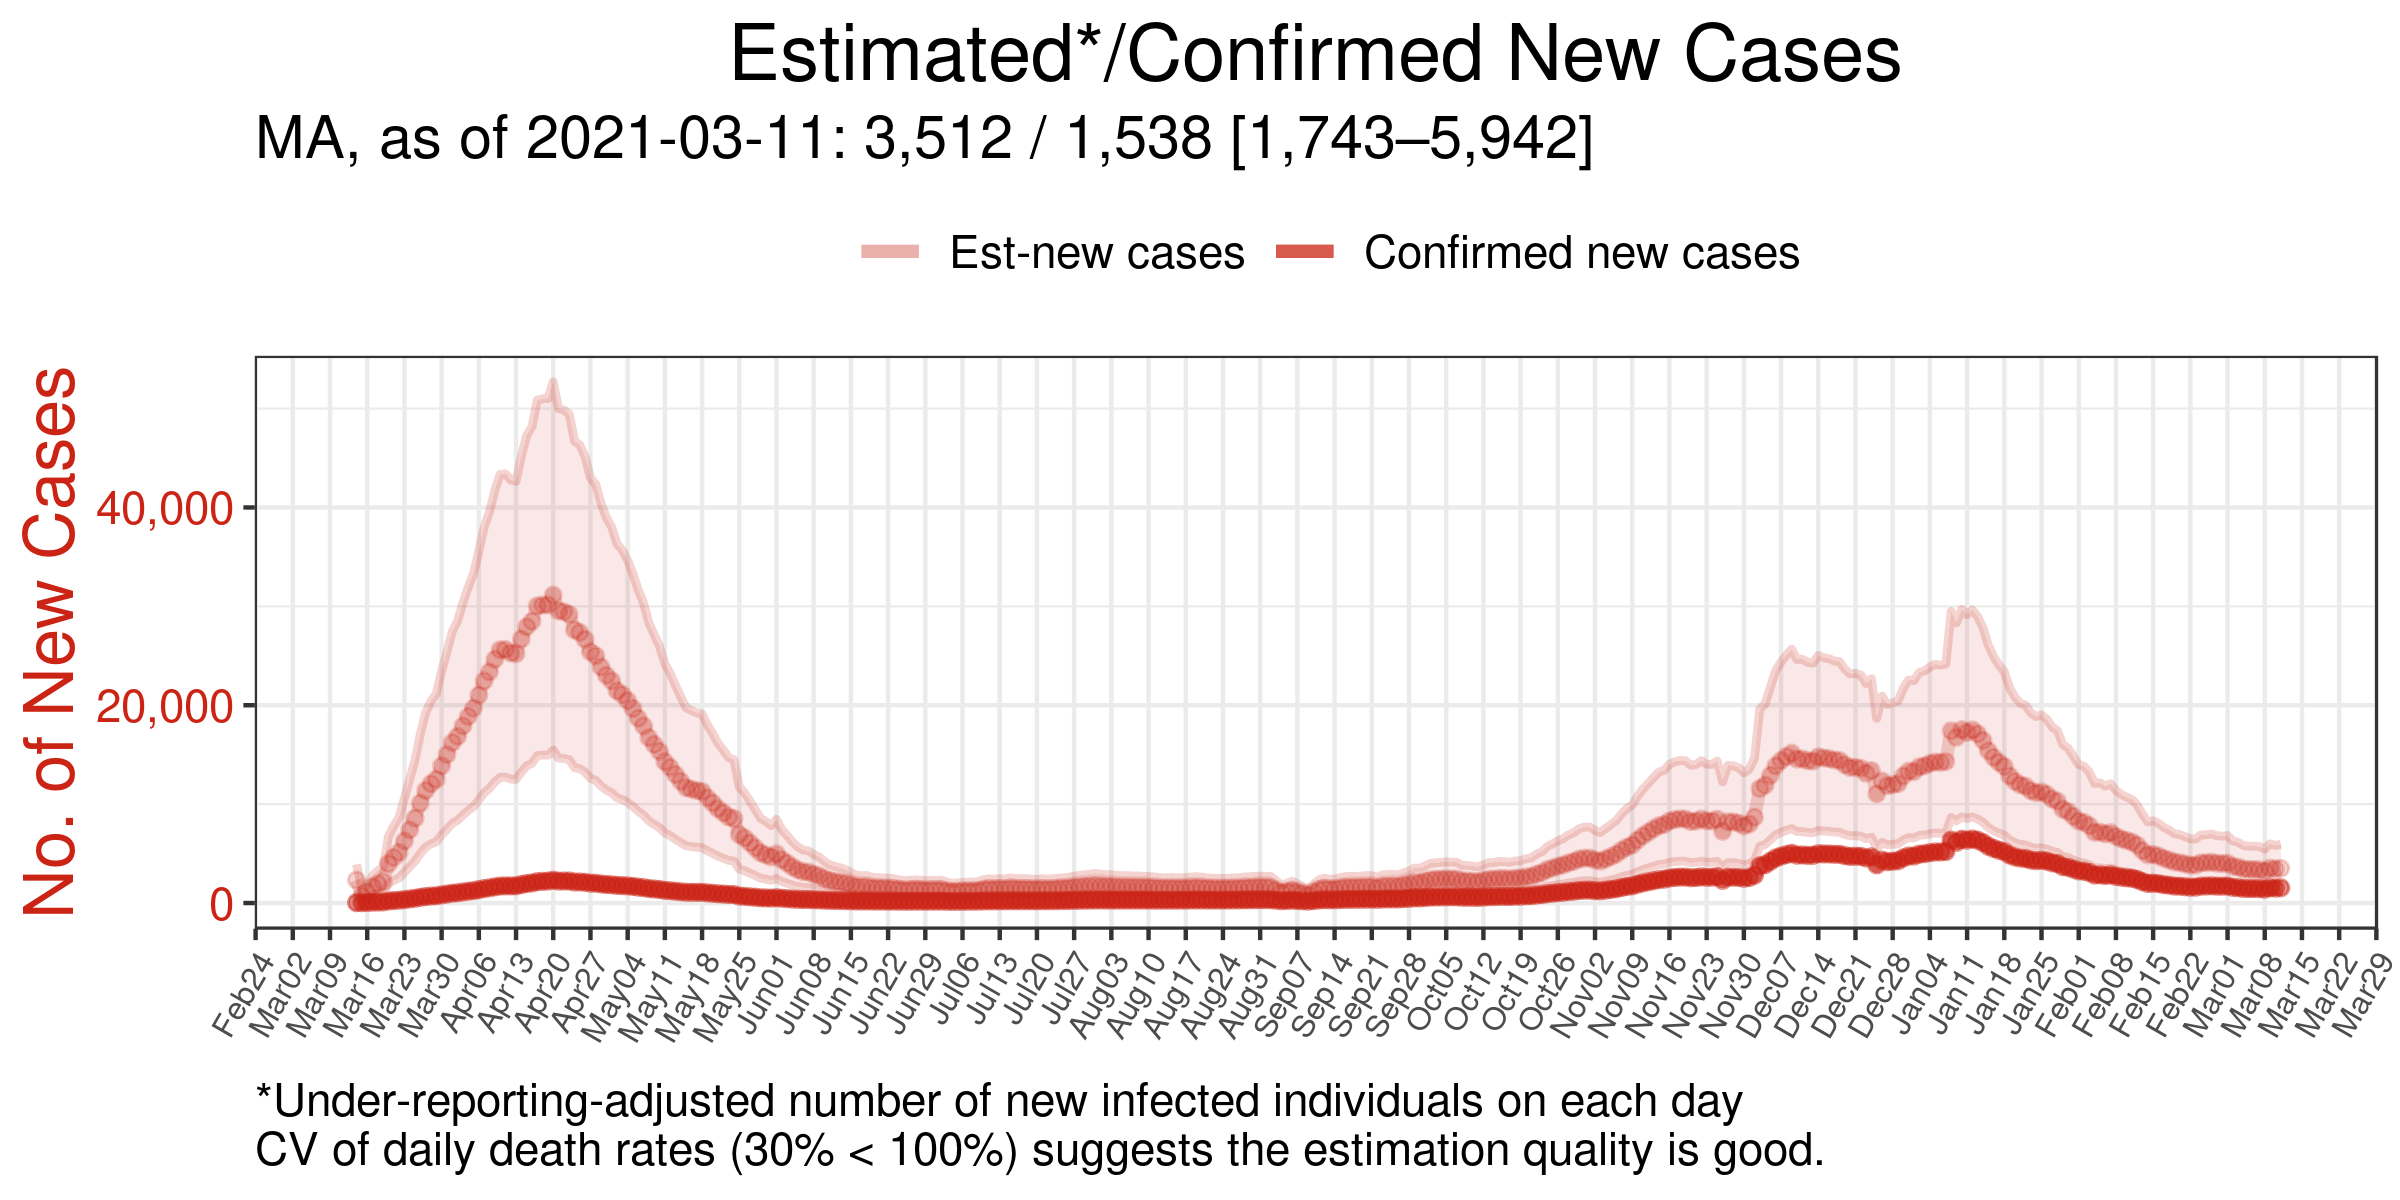 Estimated*/Confirmed New Cases
MA, as of 2021-03-11: 3,512 / 1,538 [1,743–5,942]
Est-new cases
Confirmed new cases
No. of New Cases
40,000
20,000
0
Feb24
Mar02
Mar09
Mar16
Mar23
Mar30
Apr06
Apr13
Apr20
Apr27
May04
May11
May18
May25
Jun01
Jun08
Jun15
Jun22
Jun29
Jul06
Jul13
Jul20
Jul27
Aug03
Aug10
Aug17
Aug24
Aug31
Sep07
Sep14
Sep21
Sep28
Oct05
Oct12
Oct19
Oct26
Nov02
Nov09
Nov16
Nov23
Nov30
Dec07
Dec14
Dec21
Dec28
Jan04
Jan11
Jan18
Jan25
Feb01
Feb08
Feb15
Feb22
Mar01
Mar08
Mar15
Mar22
Mar29
*Under-reporting-adjusted number of new infected individuals on each day
CV of daily death rates (30% < 100%) suggests the estimation quality is good.